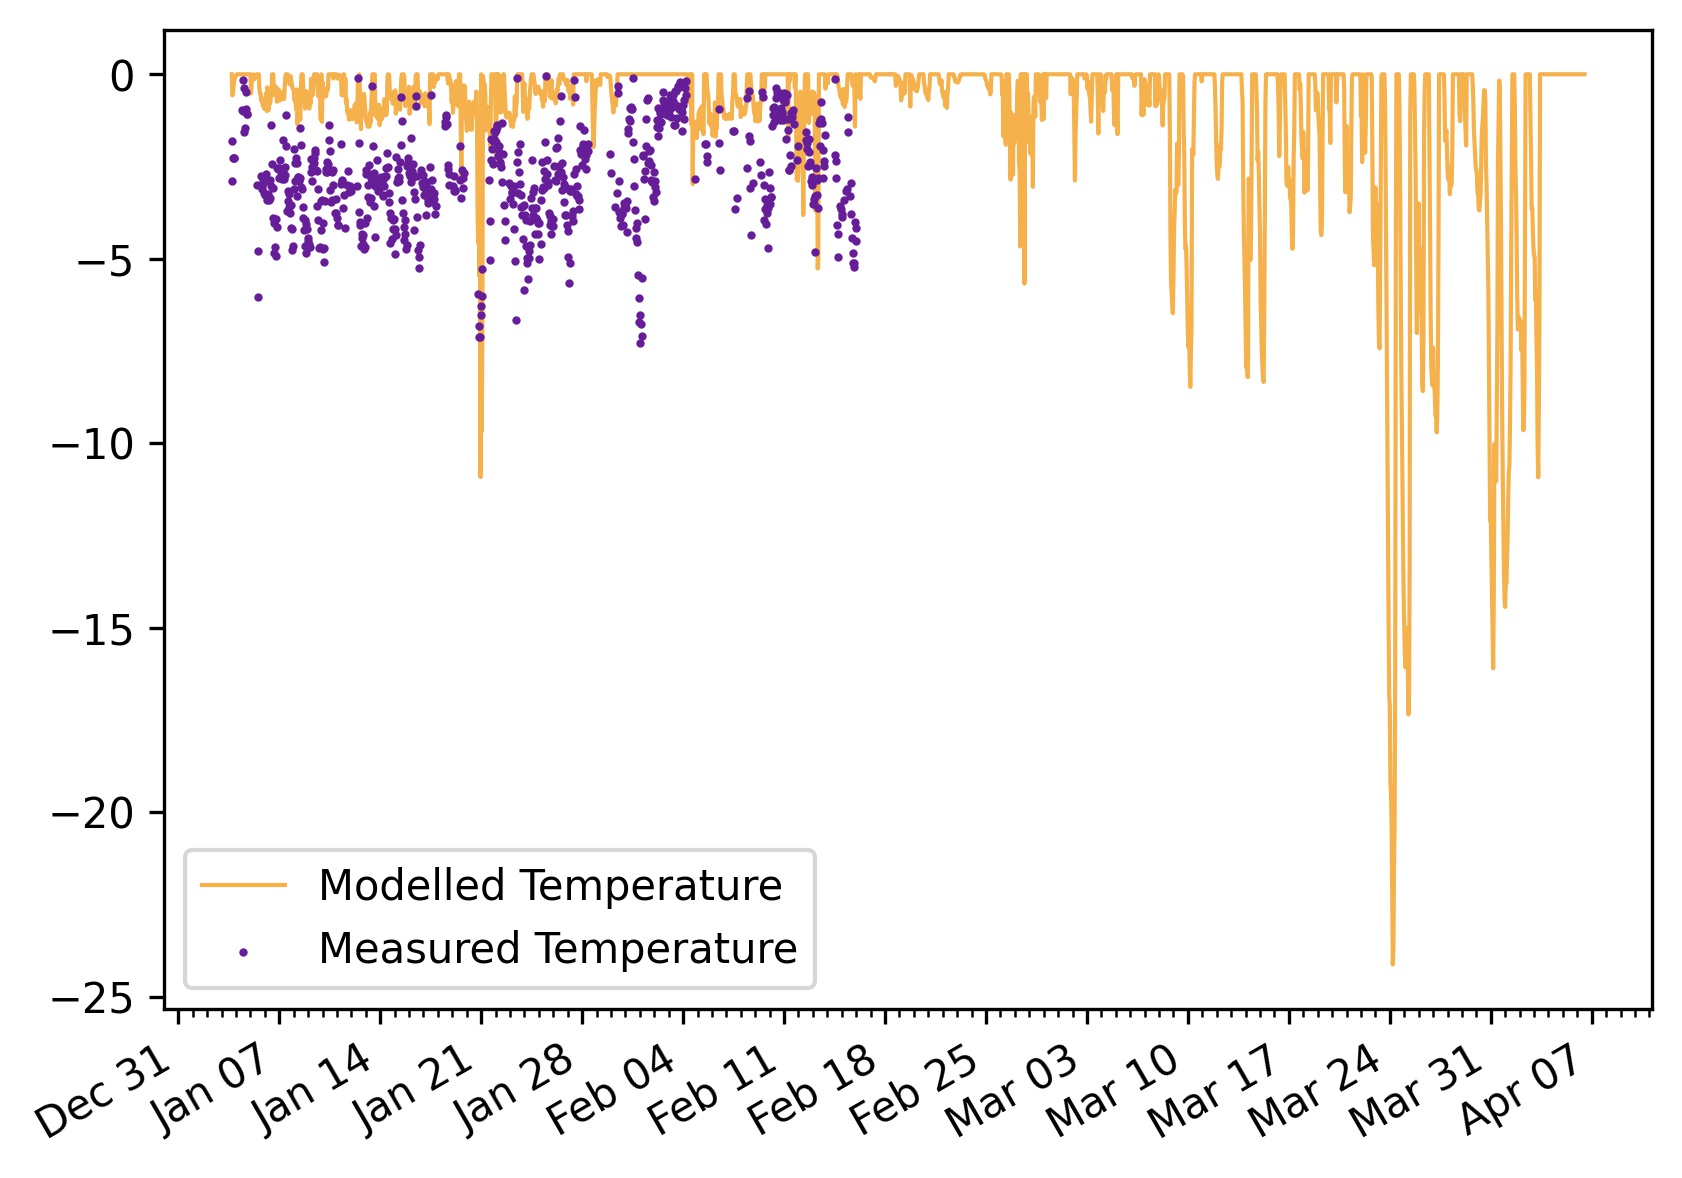 0
−5
−10
−15
−20
−25
Modelled Temperature
Measured Temperature
Dec 31
Jan 07
Jan 14
Jan 21
Jan 28
Feb 04
Feb 11
Feb 18
Feb 25
Mar 03
Mar 10
Mar 17
Mar 24
Mar 31
Apr 07